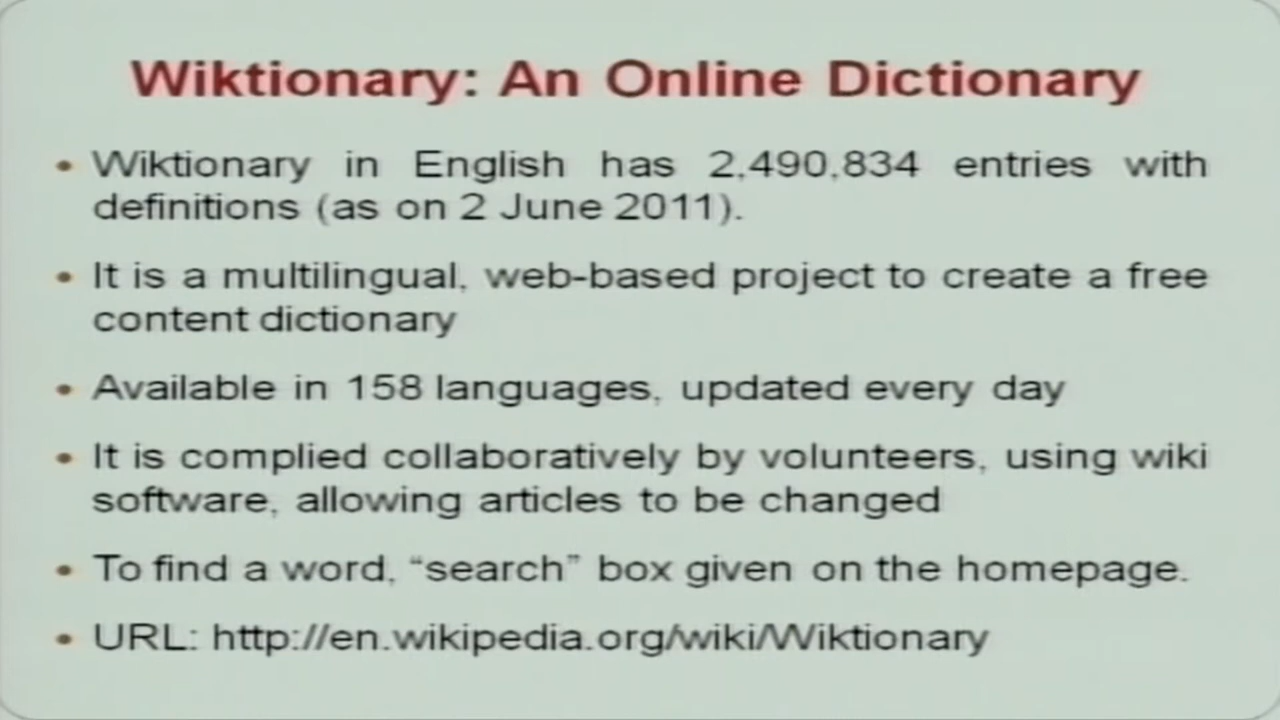 Wiktionary: An Online Dictionary
• Wiktionary in English has 2,490,834 entries with
definitions (as on 2 June 2011).
• It is a multilingual, web-based project to create a free
content dictionary
• Available in 158 languages, updated every day
• It is complied collaboratively by volunteers, using wiki
software, allowing articles to be changed
• To find a word, “search” box given on the homepage.
• URL: http://en.wikipedia.org/wiki/Wiktionary